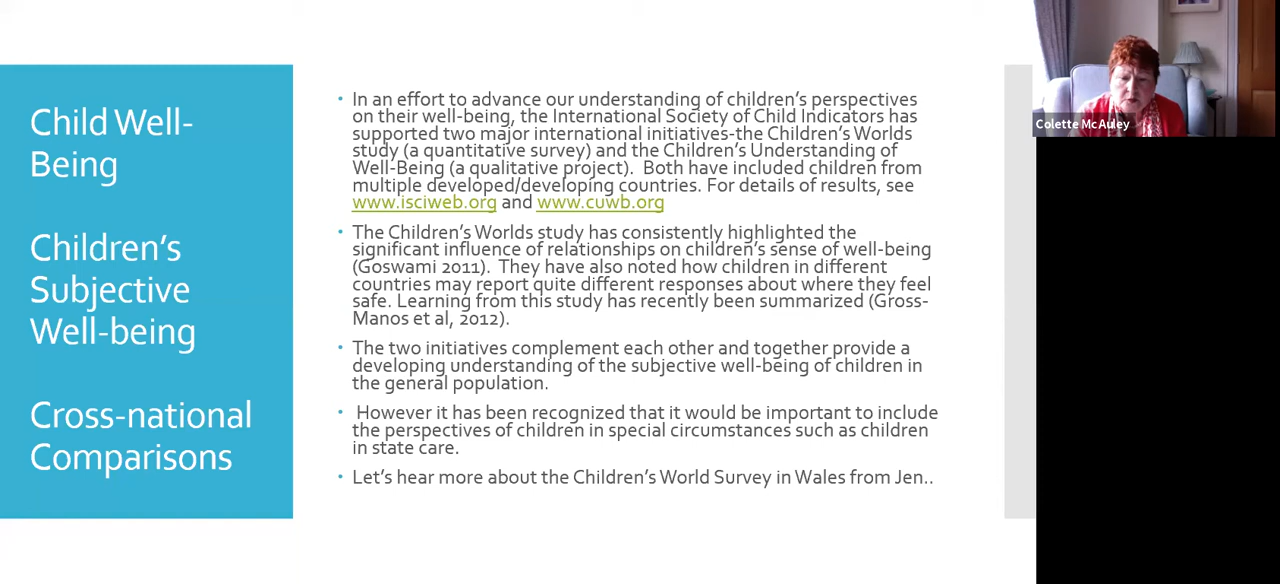 Child Well-
Being
Children's
Subjective
Well-being
Cross-national
Comparisons
• In an effort to advance our understanding of children's perspectives
on their well-being, the International Society of Child Indicators has
supported two major international initiatives-the Children's Worlds
study (a quantitative survey) and the Children's Understanding of
Well-Being (a qualitative project).  Both have included children from
multiple developed/developing countries. For details of results, see
www.isciweb.org and www.cuwb.org
• The Children's Worlds study has consistently highlighted the
significant influence of relationships on children's sense of well-being
(Goswami 2011).  They have also noted how children in different
countries may report quite different responses about where they feel
safe. Learning from this study has recently been summarized (Gross-
Manos et al, 2012).
• The two initiatives complement each other and together provide a
developing understanding of the subjective well-being of children in
the general population.
• However it has been recognized that it would be important to include
the perspectives of children in special circumstances such as children
in state care.
• Let's hear more about the Children's World Survey in Wales from Jen..
Colette McAuley